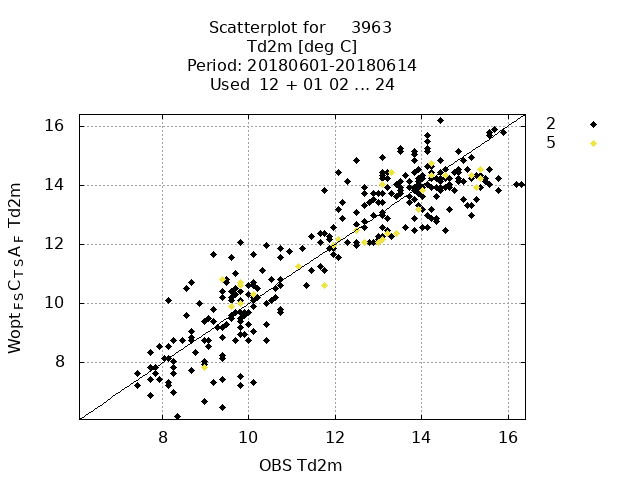 Scatterplot for 3963
Td2m [deg C]
Period: 20180601-20180614
Used 12 + 01 02 ... 24
2
5
16
14
12
10
8
8 10 12 14 16
OBS Td2m
Wopt FS C T S A F Td2m